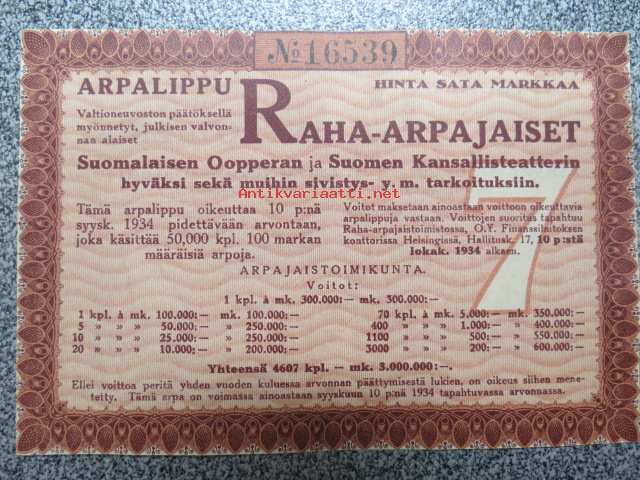 № 16539
ARPALIPPU
HINTA SATA MARKKAA
Valtioneuvoston päätöksellä
myönnetyt, julkisen valvon-
nan alaiset
RAHA-ARPAJAISET
Suomalaisen Oopperan ja Suomen Kansallisteatterin
hyväksi sekä muihin sivistys- y. m. tarkoituksiin.
Antikvariaatti.net
Tämä arpalippu oikeuttaa 10 p:nä
syysk. 1934 pidettävään arvontaan,
joka käsittää 50,000 kpl. 100 markan
määräisiä arpoja.
Voitot maksetaan ainoastaan voittoon oikeuttavia
arpalippuja vastaan. Voittojen suoritus tapahtuu
Raha-arpajaistoimistossa, O.Y. Finanssilaitoksen
konttorissa Helsingissä, Hallitusk. 17, 10 p:stä
lokak. 1934 alkaen.
7
ARPAJAISTOIMIKUNTA.
Voitot:
1 kpl. à mk. 300.000:— mk. 300.000:—
1 kpl. à mk. 100.000:— mk. 100.000:—
5 » » » 50.000:— » 250.000:—
10 » » » 25.000:— » 250.000:—
20 » » » 10.000:— » 200.000:—
70 kpl. à mk. 5.000:— mk. 350.000:—
400 » » » 1.000:— » 400.000:—
1100 » » » 500:— » 550.000:—
3000 » » » 200:— » 600.000:—
Yhteensä 4607 kpl. — mk. 3.000.000:—.
Ellei voittoa peritä yhden vuoden kuluessa arvonnan päättymisestä lukien, on oikeus siihen mene-
tetty. Tämä arpa on voimassa ainoastaan syyskuun 10 p:nä 1934 tapahtuvassa arvonnassa.